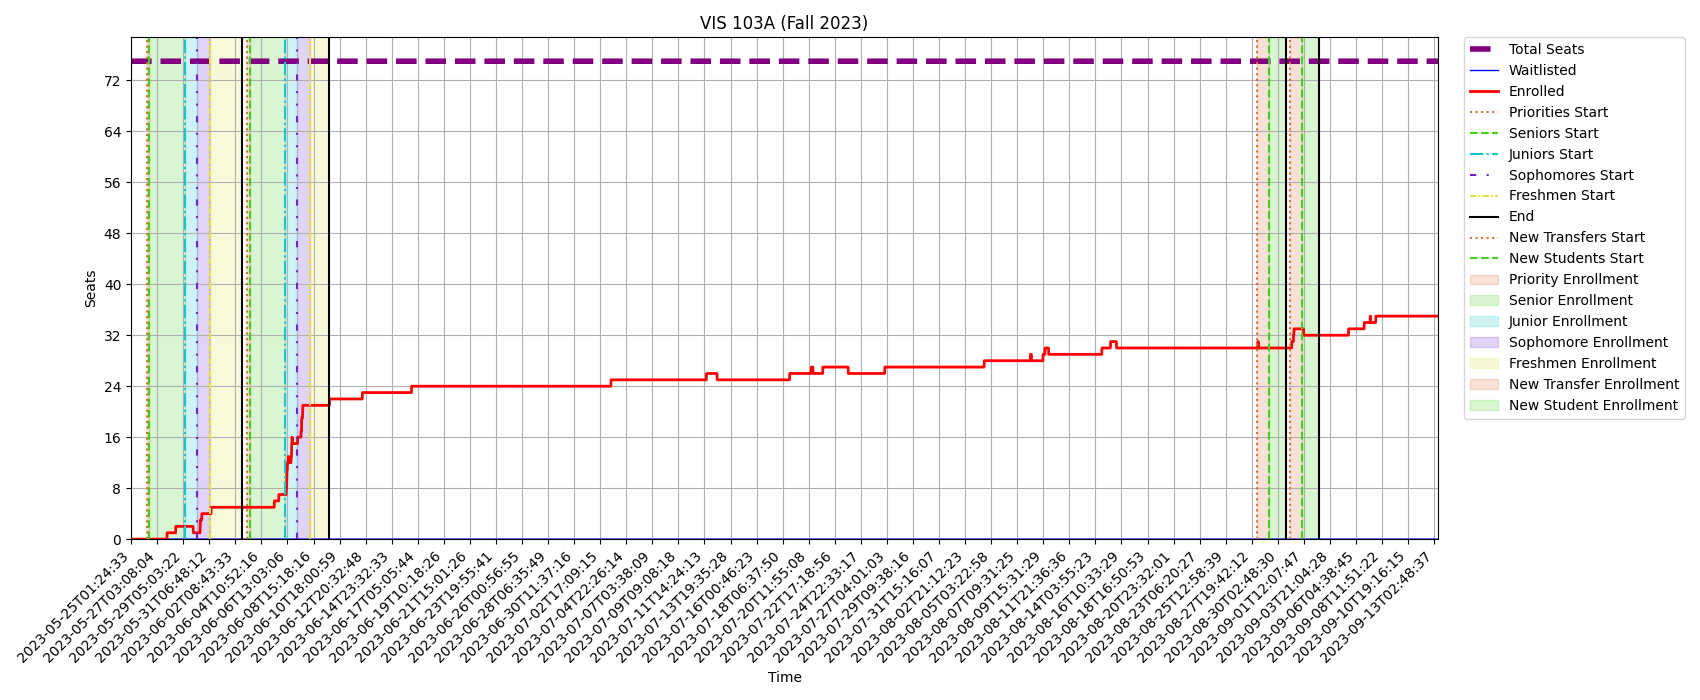 VIS 103A (Fall 2023)
Seats
72
64
56
48
40
32
24
16
8
0
2023-05-25T01:24:33
2023-05-27T03:08:04
2023-05-29T05:03:22
2023-05-31T06:48:12
2023-06-02T08:43:33
2023-06-04T10:52:16
2023-06-06T13:03:06
2023-06-08T15:18:16
2023-06-10T18:00:59
2023-06-12T20:32:48
2023-06-14T23:32:33
2023-06-17T05:05:44
2023-06-19T10:18:26
2023-06-21T15:01:26
2023-06-23T19:55:41
2023-06-26T00:56:55
2023-06-28T06:35:49
2023-06-30T11:37:16
2023-07-02T17:09:15
2023-07-04T22:26:14
2023-07-07T03:38:09
2023-07-09T09:08:18
2023-07-11T14:24:13
2023-07-13T19:35:28
2023-07-16T00:46:23
2023-07-18T06:37:50
2023-07-20T11:55:08
2023-07-22T17:18:56
2023-07-24T22:33:17
2023-07-27T04:01:03
2023-07-29T09:38:16
2023-07-31T15:16:07
2023-08-02T21:12:23
2023-08-05T03:22:58
2023-08-07T09:31:25
2023-08-09T15:31:29
2023-08-11T21:36:36
2023-08-14T03:55:23
2023-08-16T10:33:29
2023-08-18T16:50:53
2023-08-20T23:32:01
2023-08-23T06:20:27
2023-08-25T12:58:39
2023-08-27T19:42:12
2023-08-30T02:48:30
2023-09-01T12:07:47
2023-09-03T21:04:28
2023-09-06T04:38:45
2023-09-08T11:51:22
2023-09-10T19:16:15
2023-09-13T02:48:37
Time
Total Seats
Waitlisted
Enrolled
Priorities Start
Seniors Start
Juniors Start
Sophomores Start
Freshmen Start
End
New Transfers Start
New Students Start
Priority Enrollment
Senior Enrollment
Junior Enrollment
Sophomore Enrollment
Freshmen Enrollment
New Transfer Enrollment
New Student Enrollment